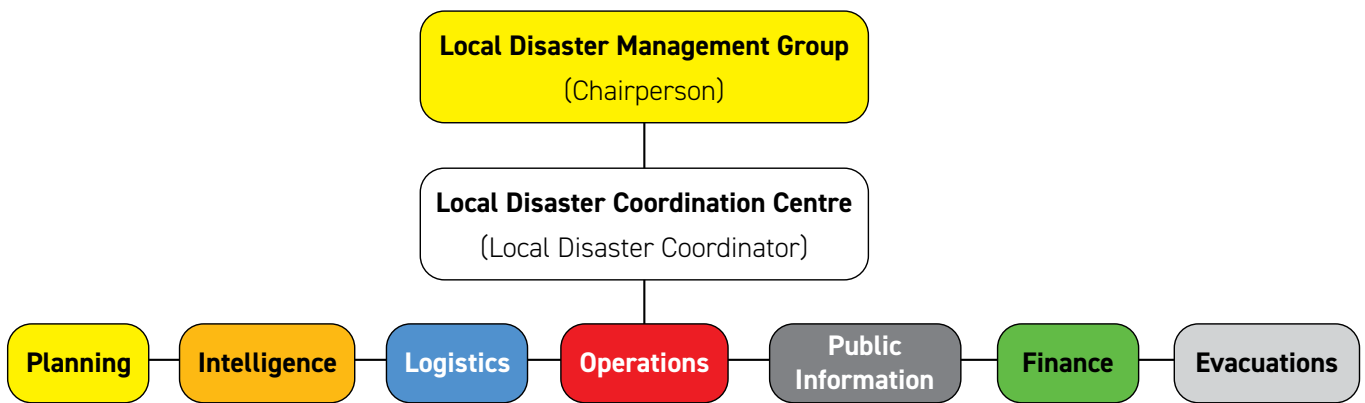 Local Disaster Management Group
(Chairperson)
Local Disaster Coordination Centre
(Local Disaster Coordinator)
Planning
Intelligence
Logistics
Operations
Public
Information
Finance
Evacuations